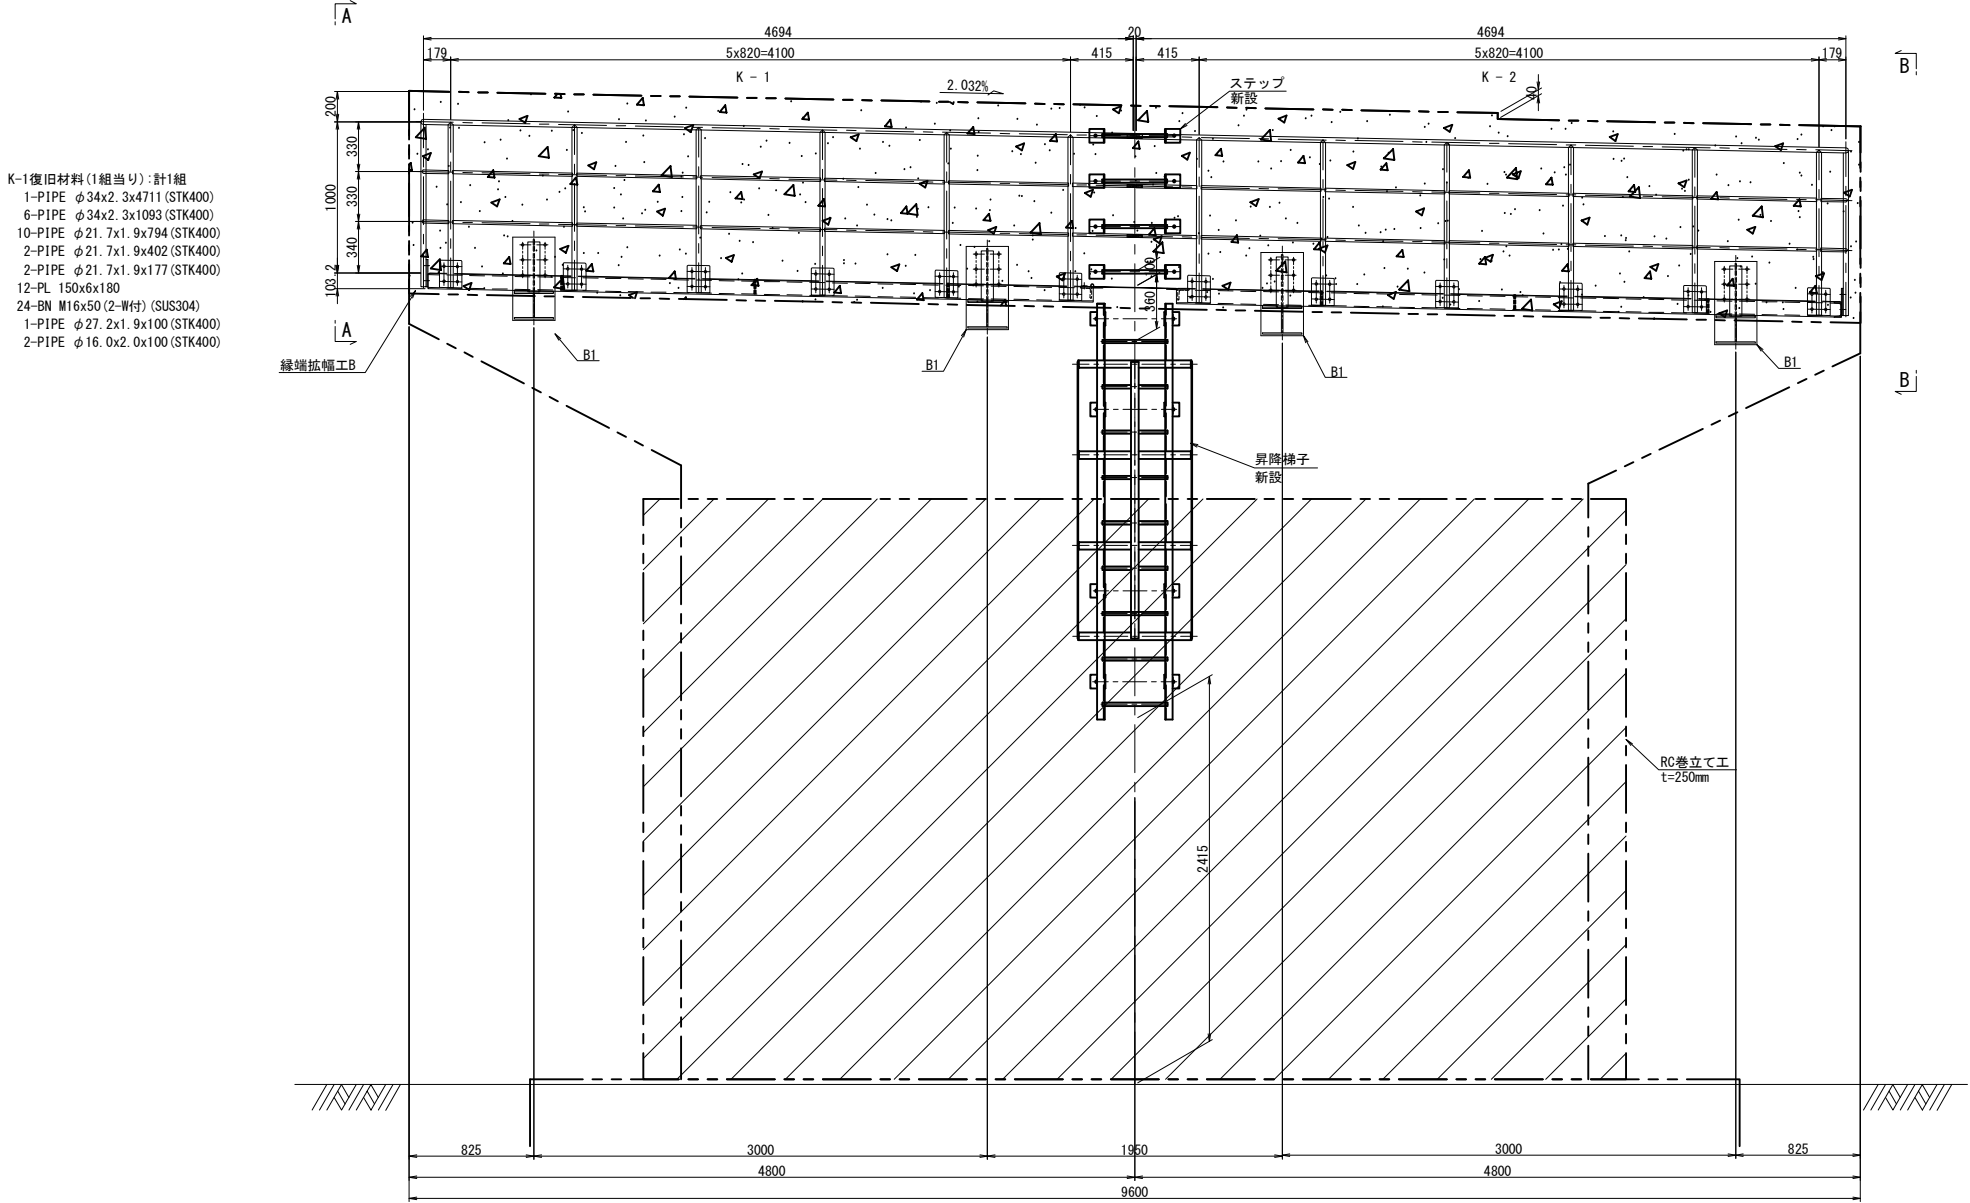 A
4694
20
4694
179
5x820=4100
415
415
5x820=4100
179
B
K - 1
K - 2
2.032%
ステップ
新設
40
200
330
1000
330
340
103.2
K-1復旧材料(1組当り):計1組
1-PIPE φ34x2.3x4711(STK400)
6-PIPE φ34x2.3x1093(STK400)
10-PIPE φ21.7x1.9x794(STK400)
2-PIPE φ21.7x1.9x402(STK400)
2-PIPE φ21.7x1.9x177(STK400)
12-PL 150x6x180
24-BN M16x50(2-W付)(SUS304)
1-PIPE φ27.2x1.9x100(STK400)
2-PIPE φ16.0x2.0x100(STK400)
A
縁端拡幅工B
B1
B1
B1
B1
360
B
昇降梯子
新設
RC巻立て工
t=250mm
2415
825
3000
1950
3000
825
4800
4800
9600